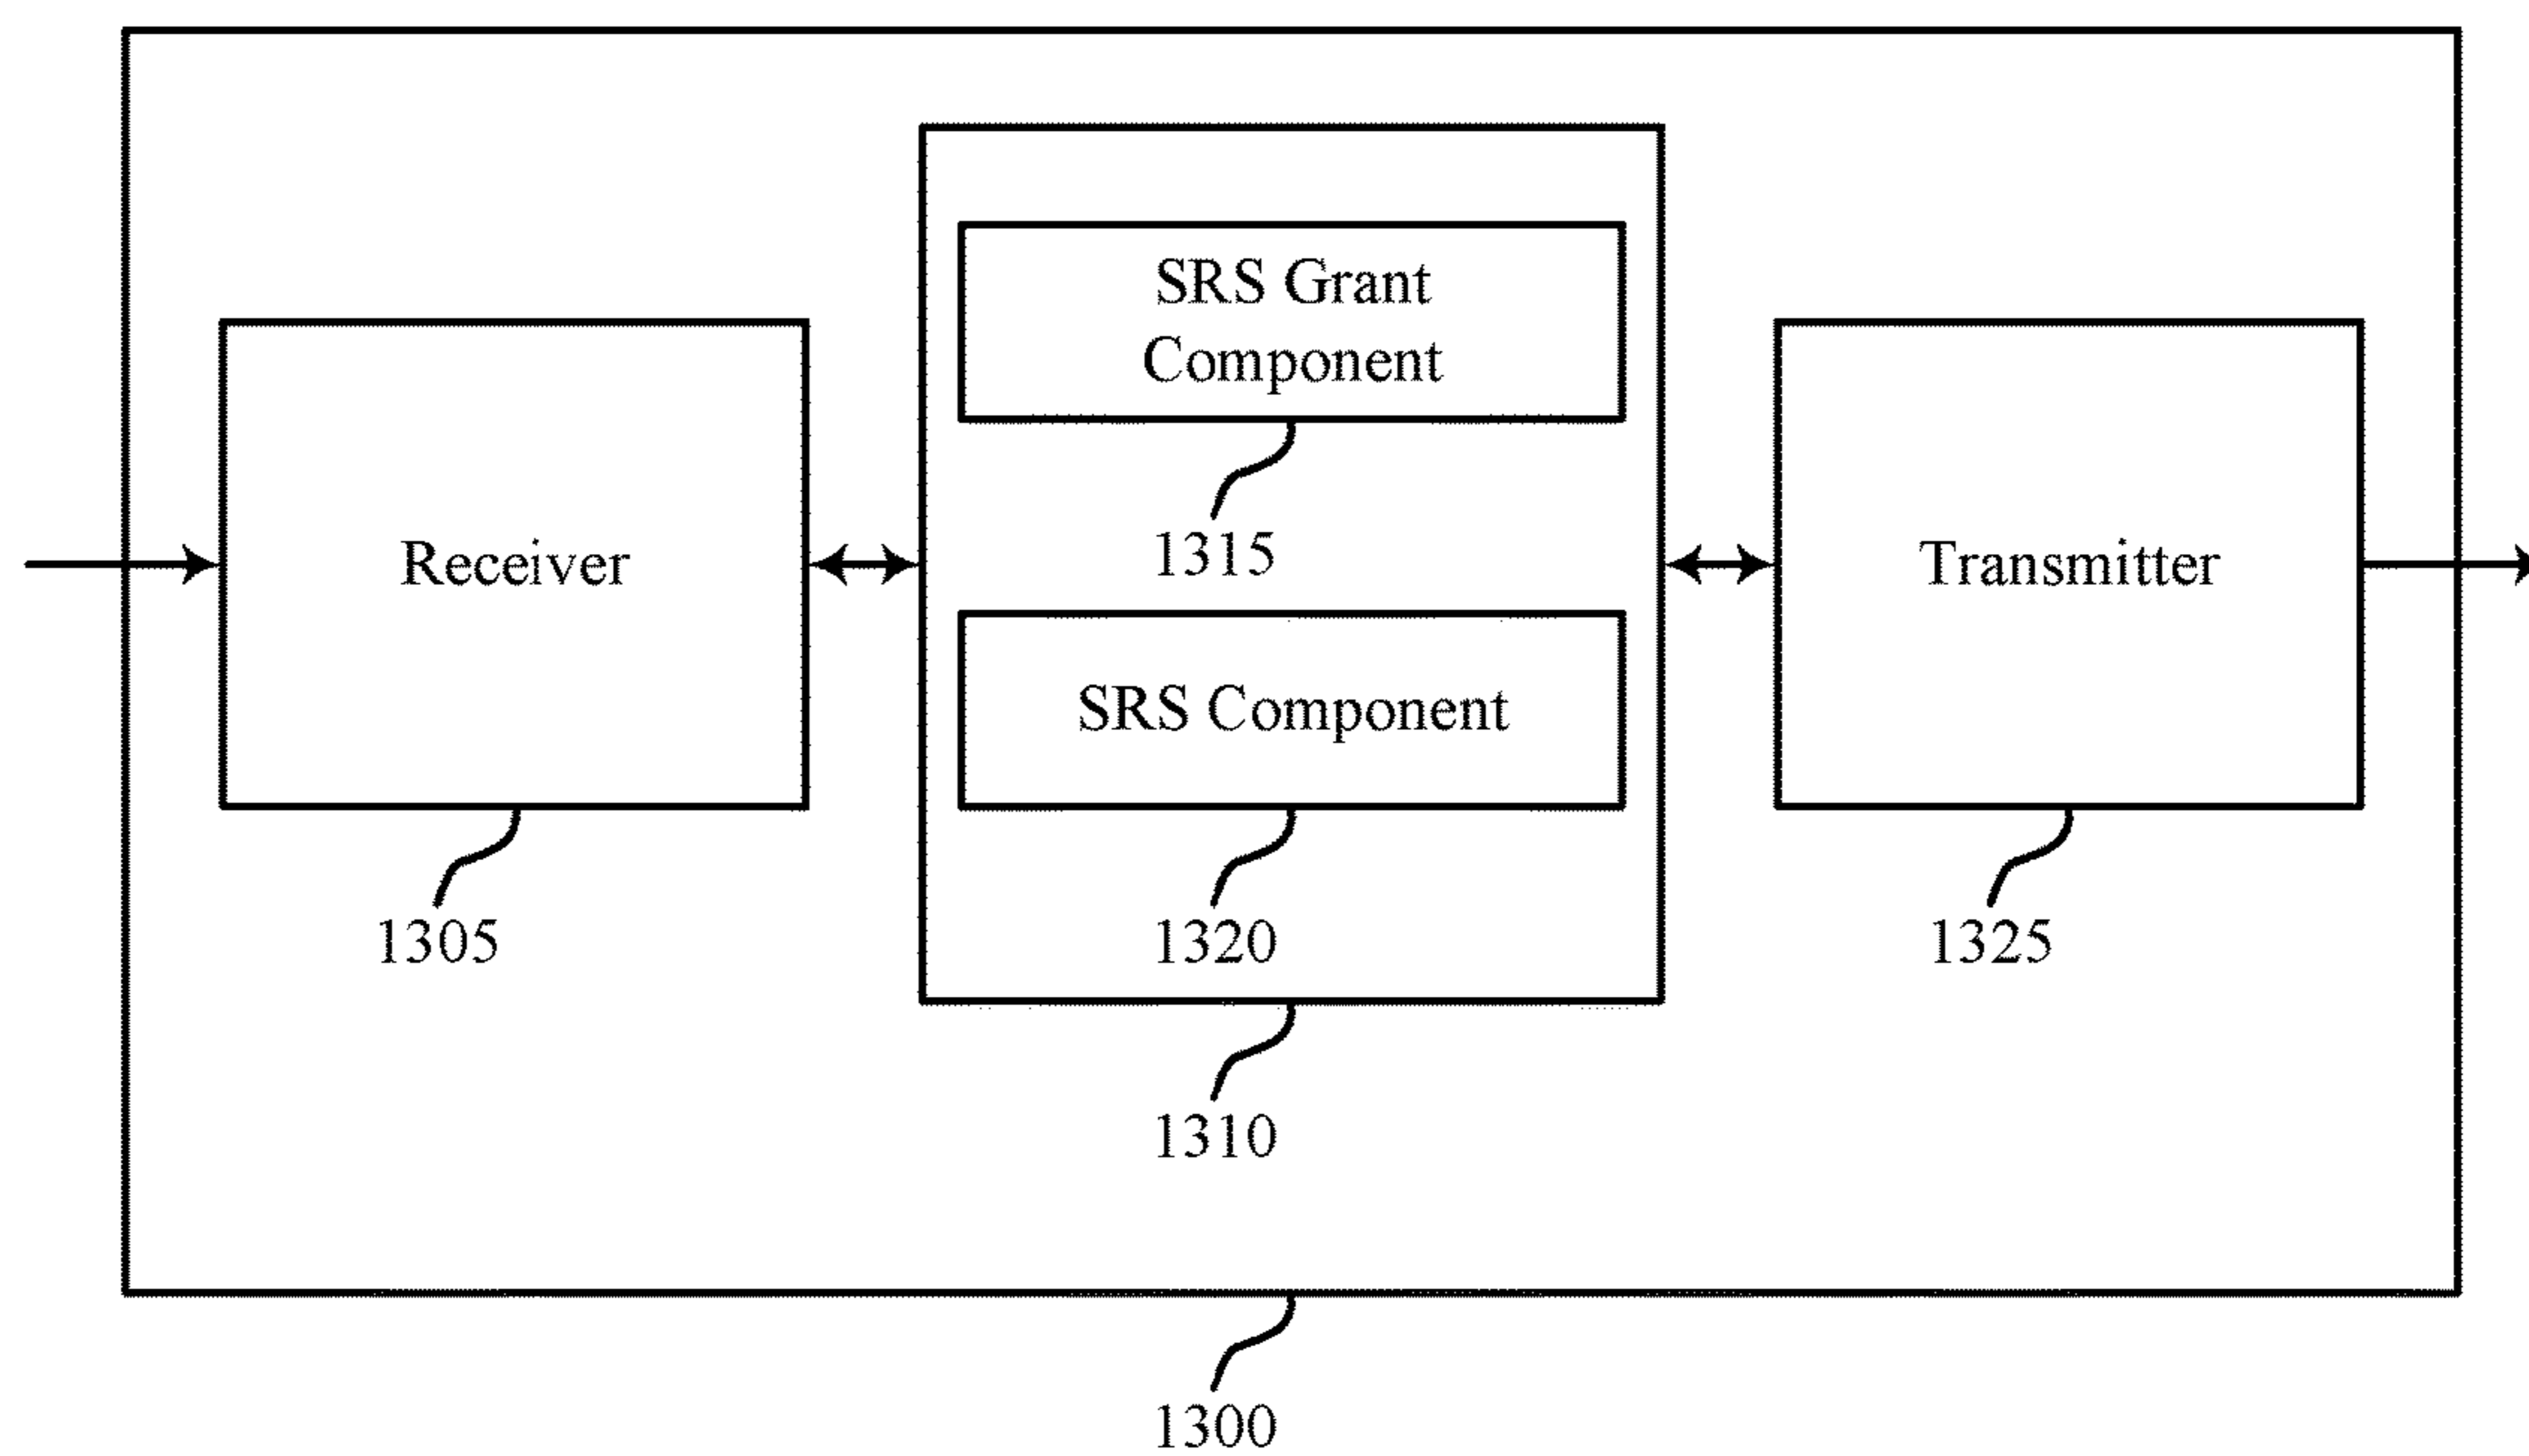 SRS Grant
Component
1315
Receiver
Transmitter
SRS Component
1305
1320
1325
1310
1300